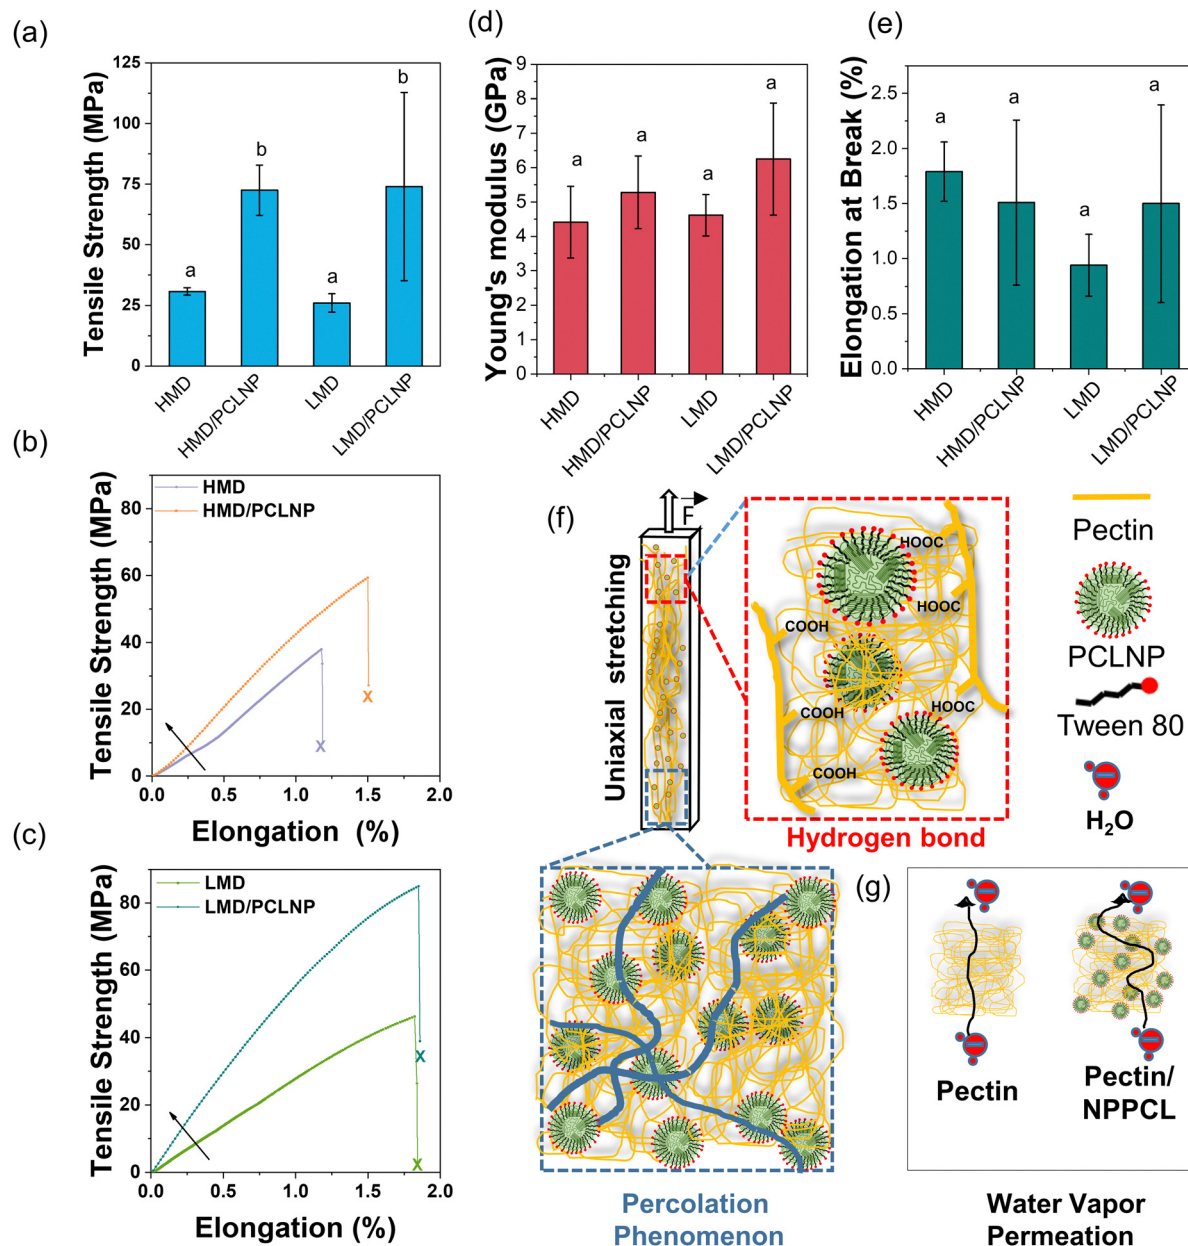 (a)
Tensile Strength (MPa)
125
100
75
50
25
0
a
b
a
b
HMD
HMD/PCLNP
LMD
LMD/PCLNP
(d)
Young's modulus (GPa)
9
8
7
6
5
4
3
2
1
0
a
a
a
a
HMD
HMD/PCLNP
LMD
LMD/PCLNP
(e)
Elongation at Break (%)
2.5
2.0
1.5
1.0
0.5
0.0
a
a
a
a
HMD
HMD/PCLNP
LMD
LMD/PCLNP
(b)
Tensile Strength (MPa)
80
60
40
20
0
HMD
HMD/PCLNP
X
X
0.0
0.5
1.0
1.5
2.0
Elongation (%)
(c)
Tensile Strength (MPa)
80
60
40
20
0
LMD
LMD/PCLNP
X
X
0.0
0.5
1.0
1.5
2.0
Elongation (%)
(f)
F
Uniaxial stretching
HOOC
HOOC
COOH
COOH
HOOC
COOH
Hydrogen bond
Percolation
Phenomenon
Pectin
PCLNP
Tween 80
H₂O
(g)
Pectin
Pectin/
NPPCL
Water Vapor
Permeation